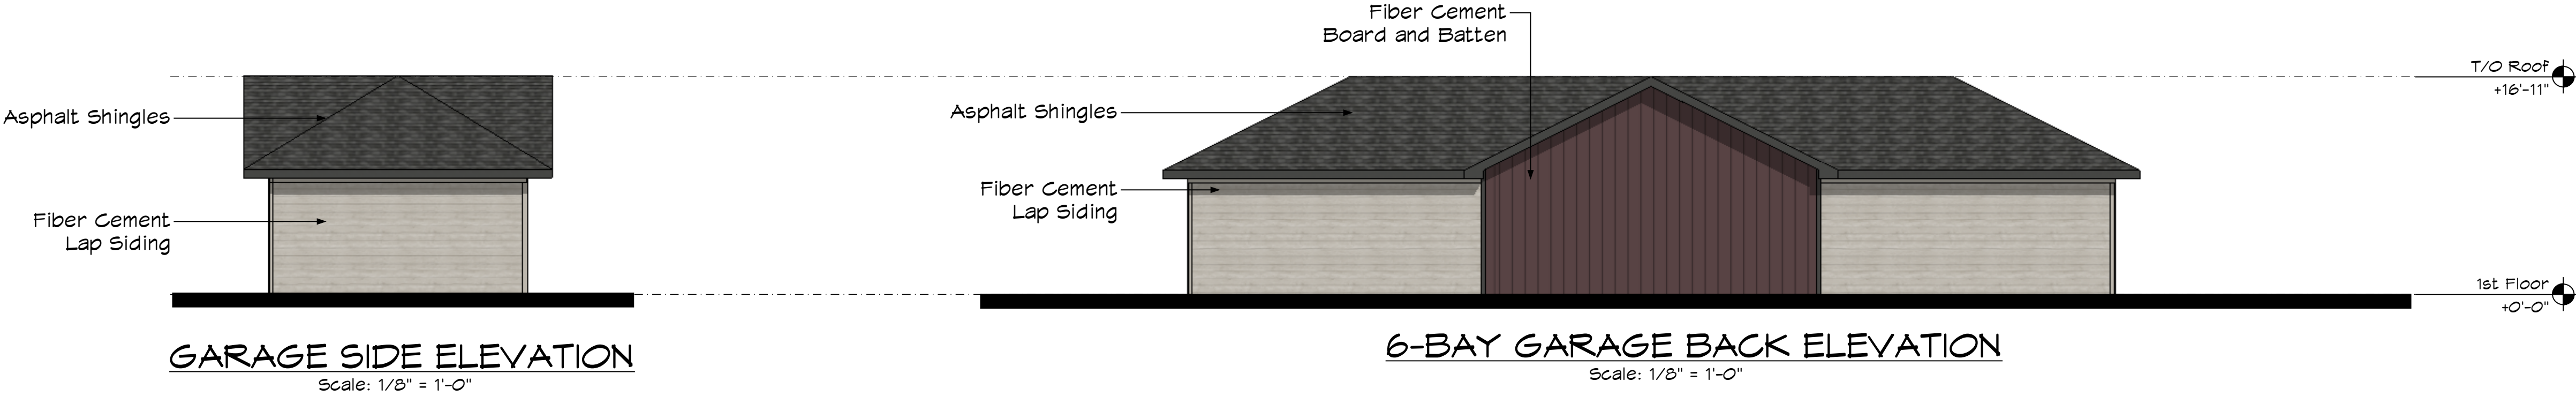 Asphalt Shingles
Fiber Cement
Lap Siding
GARAGE SIDE ELEVATION
Scale: 1/8" = 1'-0"
Fiber Cement
Board and Batten
Asphalt Shingles
Fiber Cement
Lap Siding
6-BAY GARAGE BACK ELEVATION
Scale: 1/8" = 1'-0"
T/O Roof
+16'-11"
1st Floor
+0'-0"